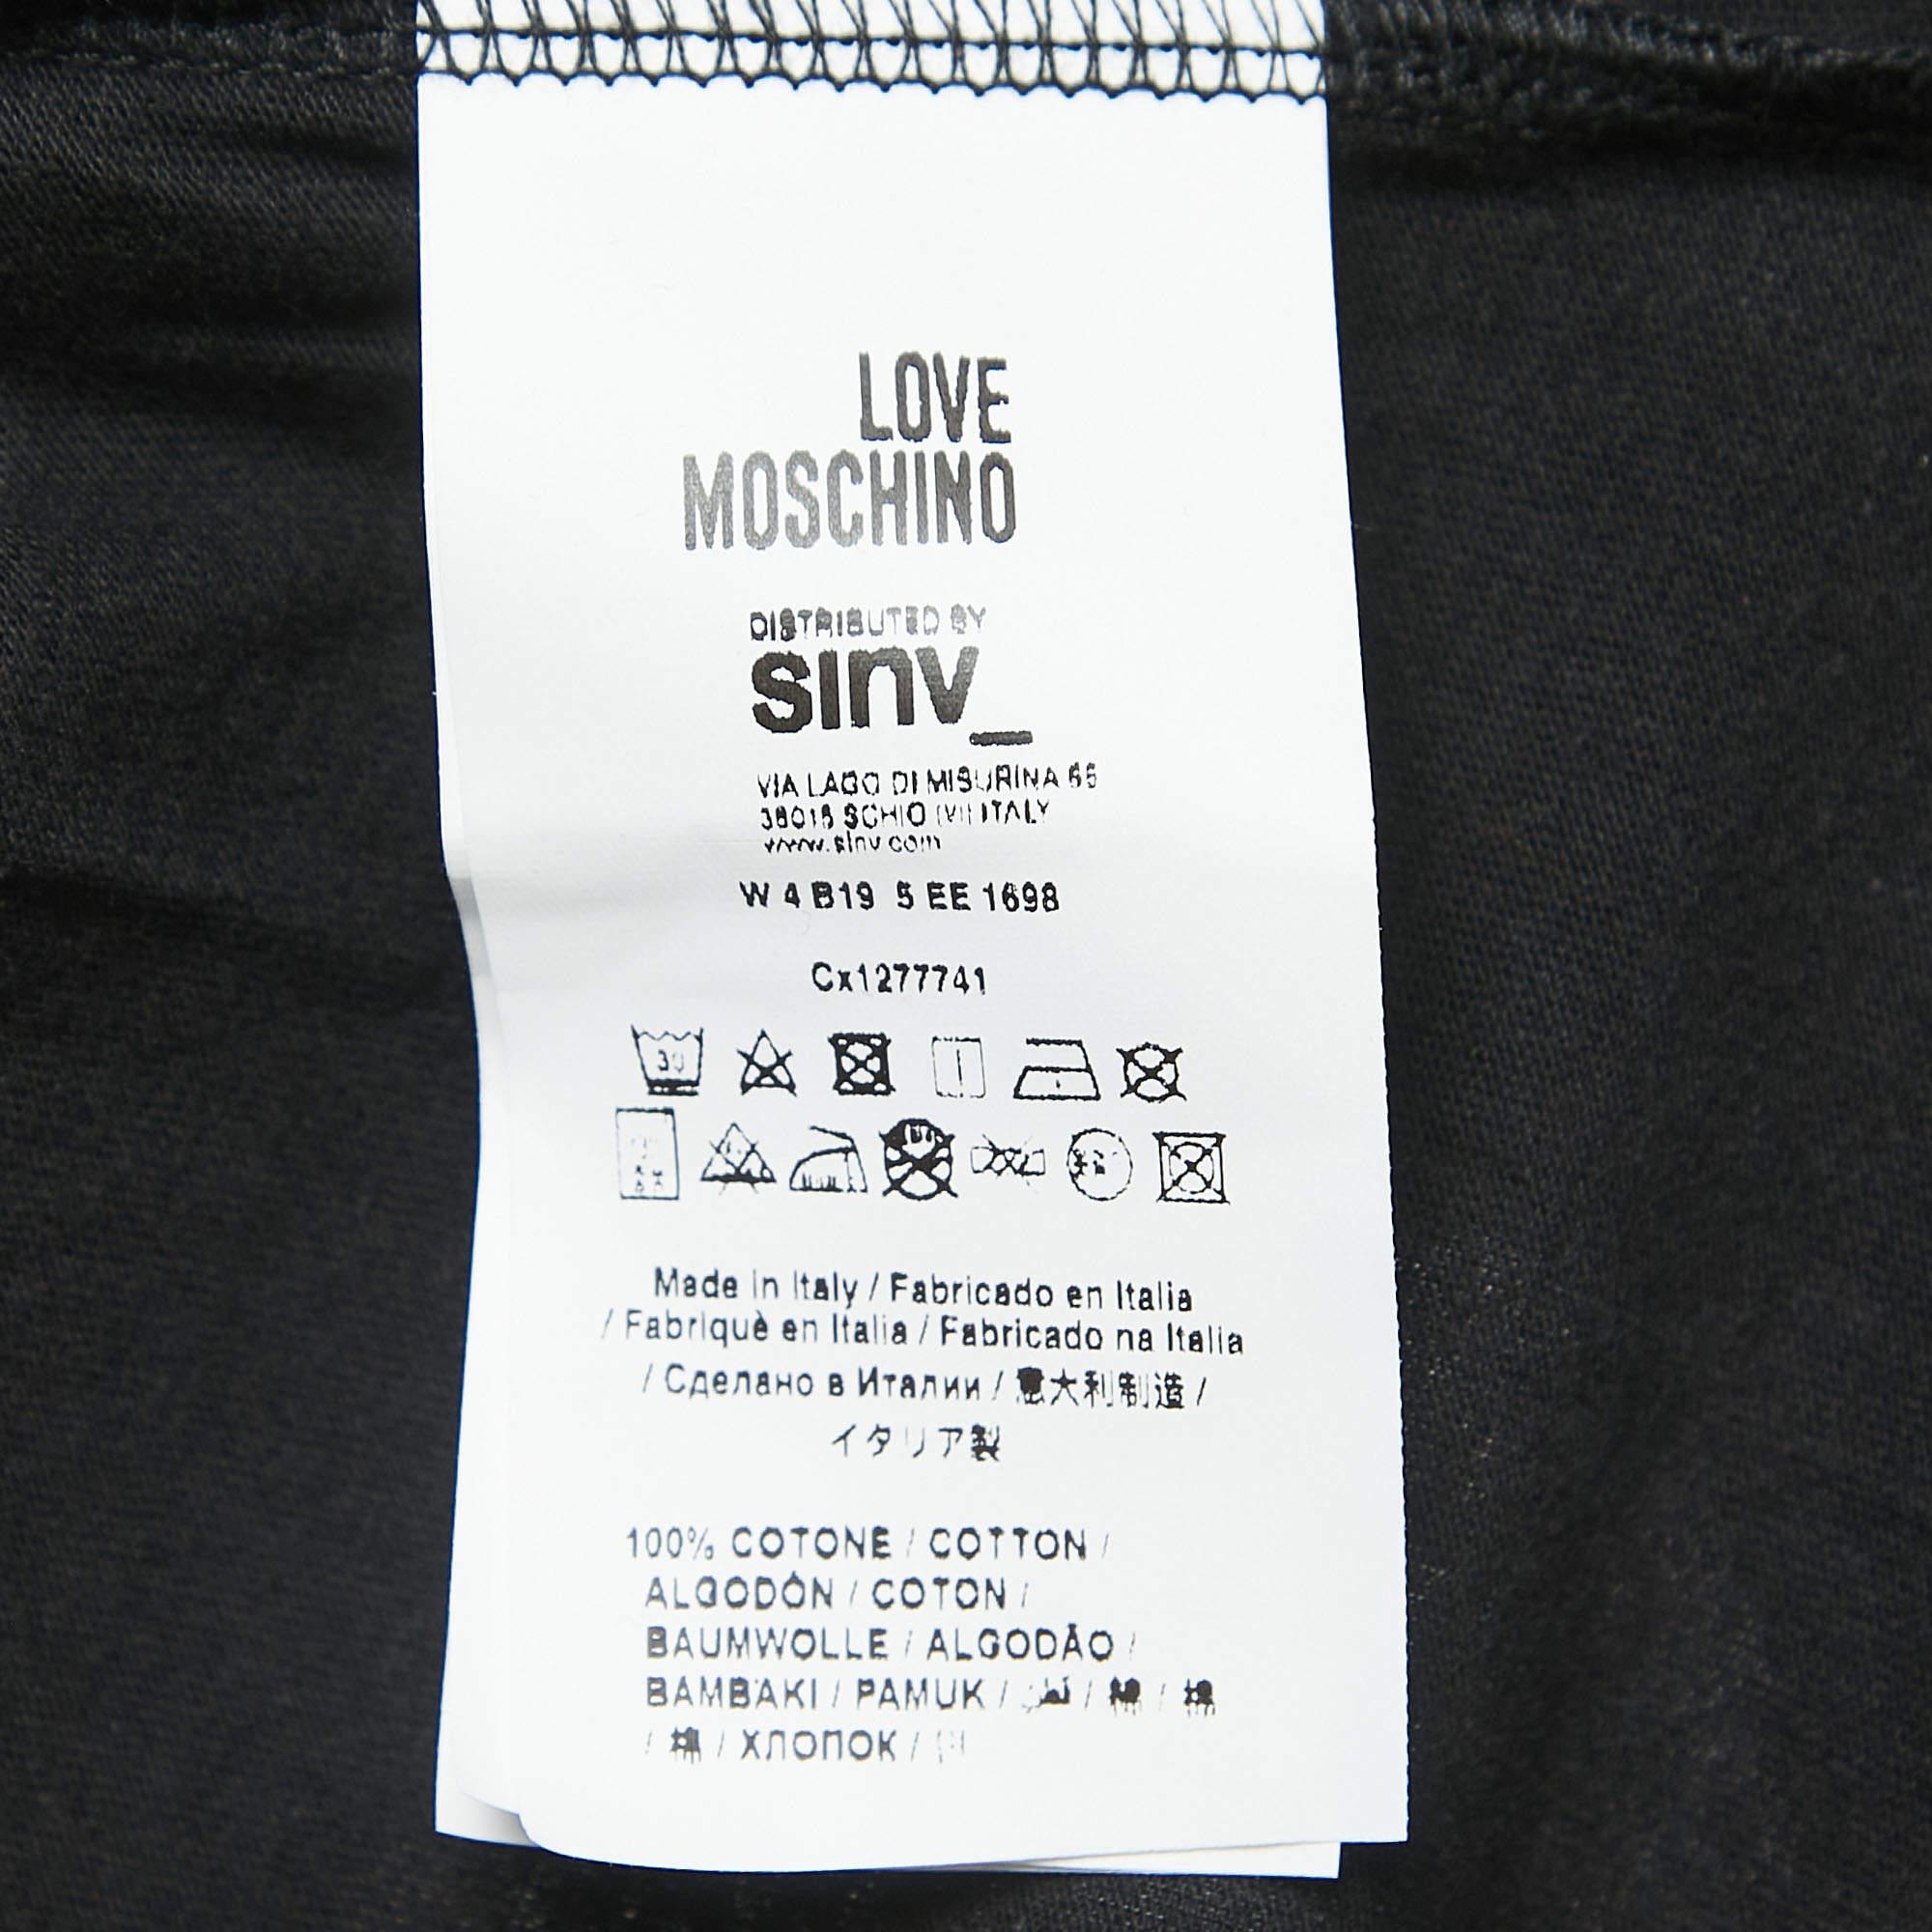 LOVE
MOSCHINO
DISTRIBUTED BY
sinv_
VIA LAGO DI MISURINA 66
36015 SCHIO (VI) ITALY
www.sinv.com
W 4 B19 5 EE 1698
Cx1277741
30
Made in Italy / Fabricado en Italia
/ Fabriquè en Italia / Fabricado na Italia
/ Сделано в Италии / 意大利制造 /
イタリア製
100% COTONE / COTTON /
ALGODÓN / COTON /
BAUMWOLLE / ALGODÃO /
BAMBAKI / PAMUK / / 棉 / 棉
/ 棉 / ХЛОПОК /